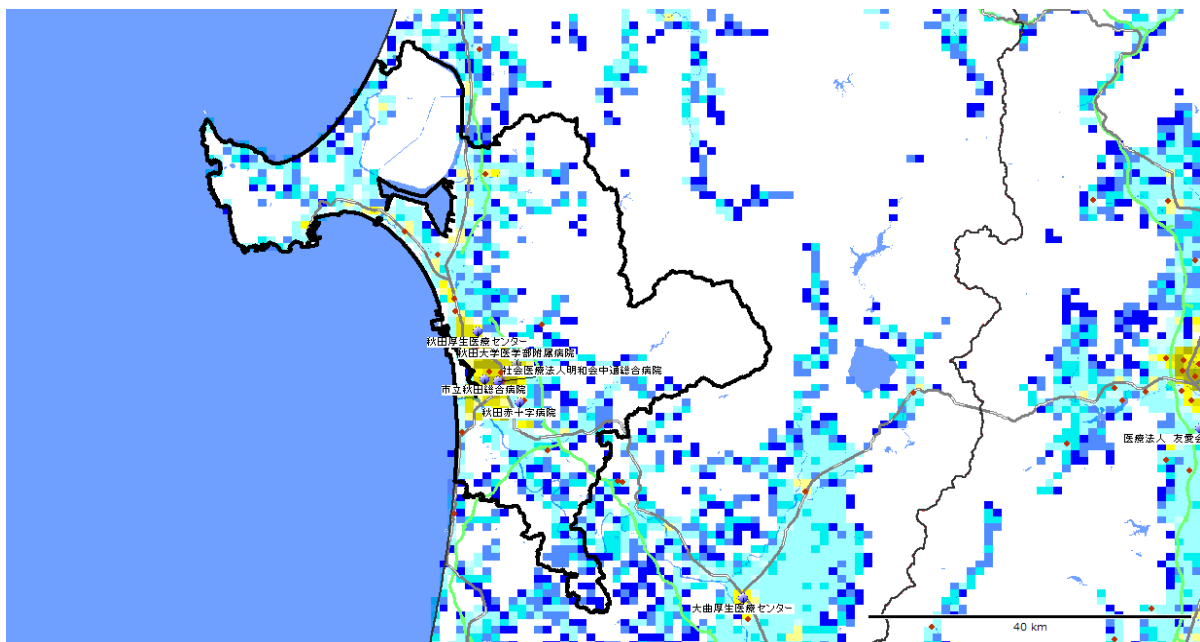 秋田厚生医療センター
秋田大学医学部附属病院
社会医療法人明和会中通総合病院
市立秋田総合病院
秋田赤十字病院
医療法人 友愛会
大曲厚生医療センター
40 km